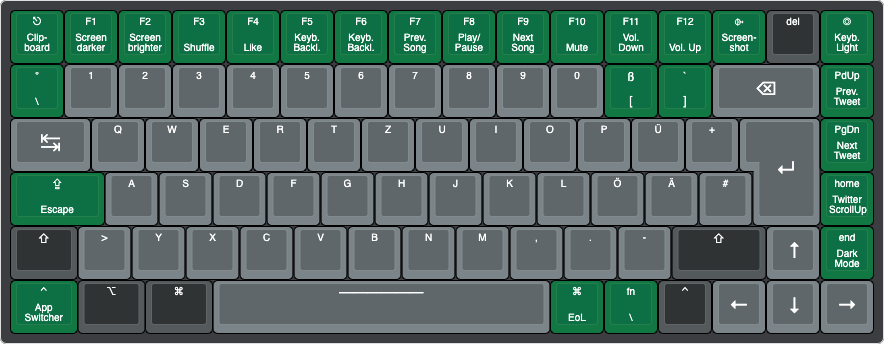 F1 F2 F3 F4 F5 F6 F7 F8 F9 F10 F11 F12 del
Clip-
board
Screen
darker
Screen
brighter
Shuffle
Like
Keyb.
Backl.
Keyb.
Backl.
Prev.
Song
Play/
Pause
Next
Song
Mute
Vol.
Down
Vol. Up
Screen-
shot
Keyb.
Light
° 1 2 3 4 5 6 7 8 9 0 ß `
\ [ ]
PdUp
Prev.
Tweet
Q W E R T Z U I O P Ü +
PgDn
Next
Tweet
Escape
A S D F G H J K L Ö Ä #
home
Twitter
ScrollUp
> Y X C V B N M , . -
end
Dark
Mode
^
App
Switcher
⌥ ⌘
⌘
EoL
fn
\
^